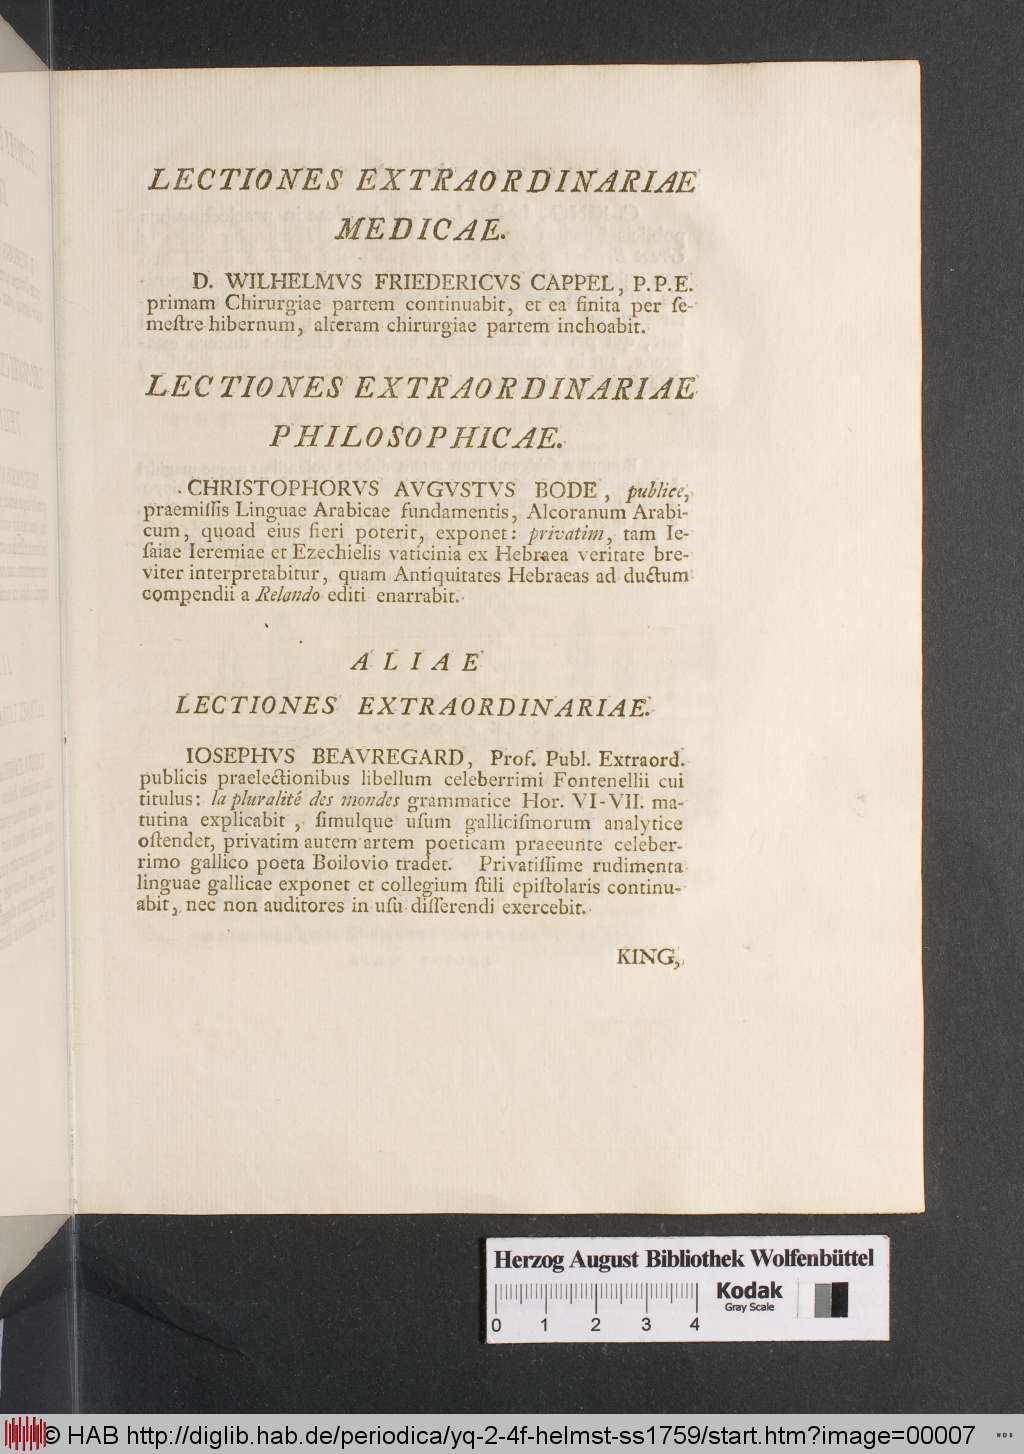 LECTIONES EXTRAORDINARIAE
MEDICAE.
D. WILHELMVS FRIEDERICVS CAPPEL, P. P. E.
primam Chirurgiae partem continuabit, et ea finita per ſe-
meſtre hibernum, alteram chirurgiae partem inchoabit.
LECTIONES EXTRAORDINARIAE
PHILOSOPHICAE.
CHRISTOPHORVS AVGVSTVS BODE, publice,
praemiſſis Linguae Arabicae fundamentis, Alcoranum Arabi-
cum, quoad eius fieri poterit, exponet: privatim, tam Ie-
ſaiae Ieremiae et Ezechielis vaticinia ex Hebraea veritate bre-
viter interpretabitur, quam Antiquitates Hebraeas ad ductum
compendii a Relando editi enarrabit.
ALIAE
LECTIONES EXTRAORDINARIAE.
IOSEPHVS BEAVREGARD, Prof. Publ. Extraord.
publicis praelectionibus libellum celeberrimi Fontenellii cui
titulus: la pluralité des mondes grammatice Hor. VI-VII. ma-
tutina explicabit, ſimulque uſum galliciſmorum analytice
oſtendet, privatim autem artem poeticam praeeunte celeber-
rimo gallico poeta Boilovio tradet. Privatiſſime rudimenta
linguae gallicae exponet et collegium ſtili epiſtolaris continu-
abit, nec non auditores in uſu diſſerendi exercebit.
KING,
Herzog August Bibliothek Wolfenbüttel
Kodak
Gray Scale
0 1 2 3 4
© HAB http://diglib.hab.de/periodica/yq-2-4f-helmst-ss1759/start.htm?image=00007
WDB